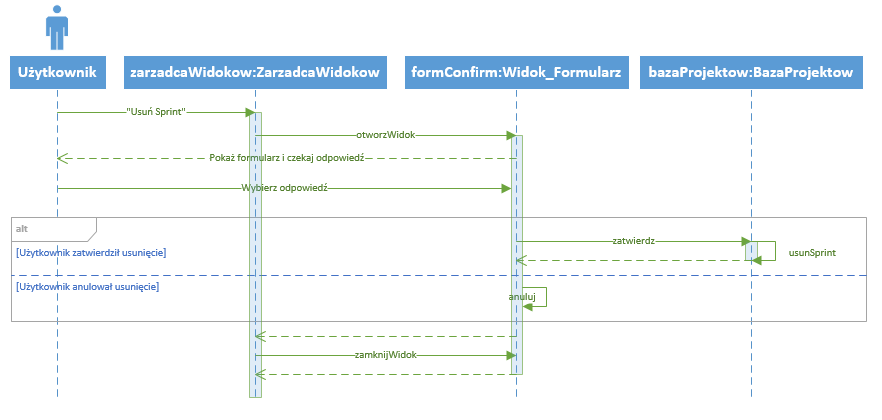 Użytkownik
zarzadcaWidokow:ZarzadcaWidokow
formConfirm:Widok_Formularz
bazaProjektow:BazaProjektow
"Usuń Sprint"
otworzWidok
Pokaż formularz i czekaj odpowiedź
Wybierz odpowiedź
alt
zatwierdz
[Użytkownik zatwierdził usunięcie]
usunSprint
[Użytkownik anulował usunięcie]
anuluj
zamknijWidok